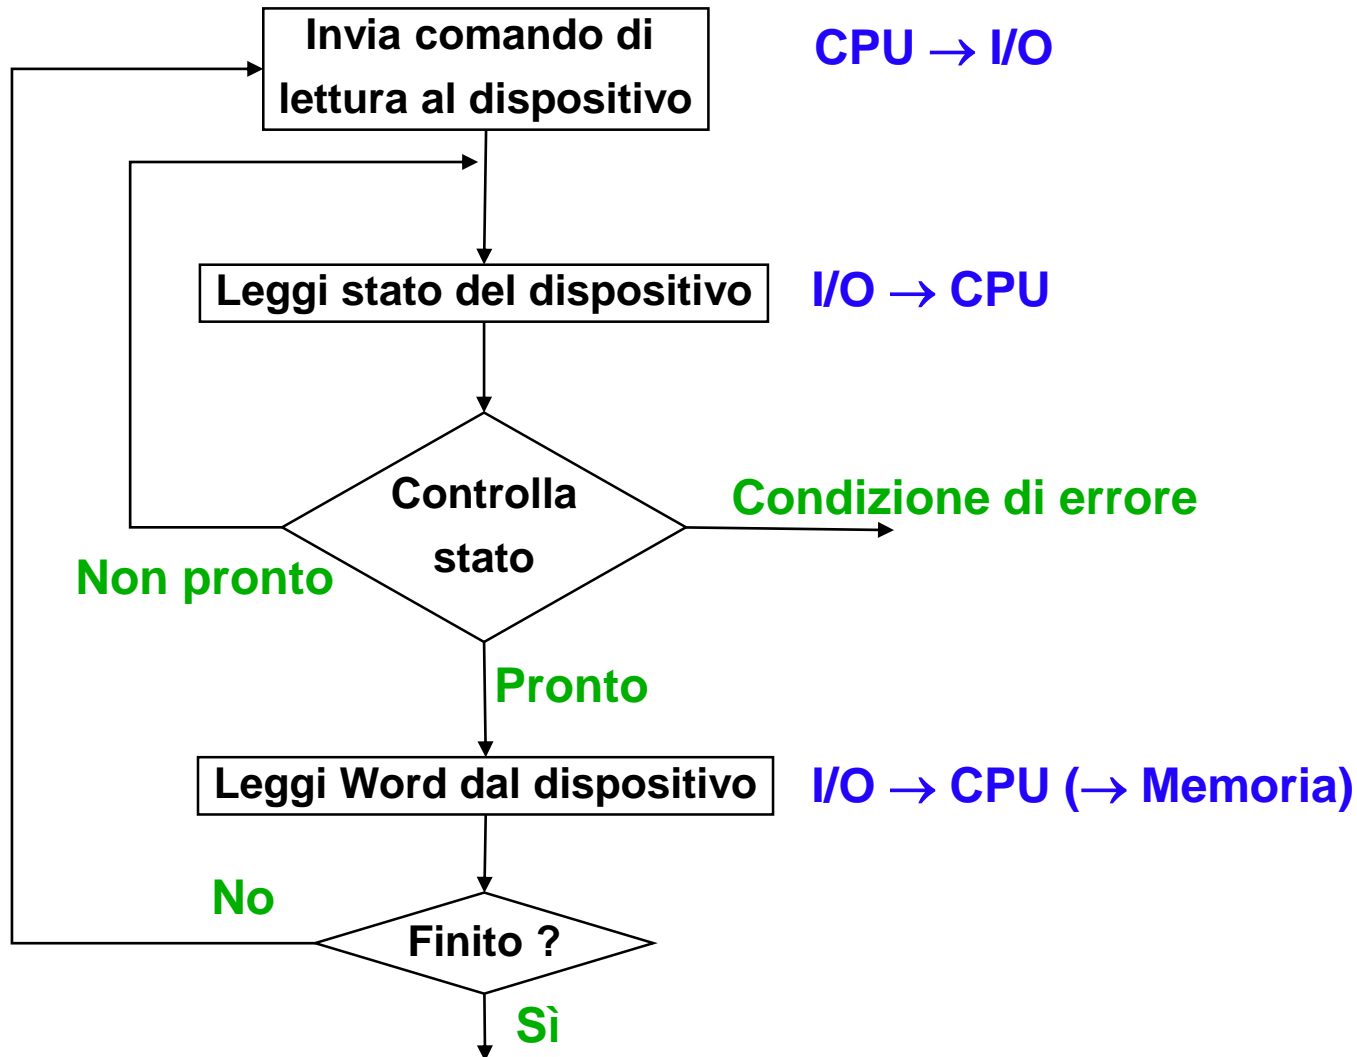 Invia comando di
lettura al dispositivo
CPU → I/O
Leggi stato del dispositivo
I/O → CPU
Controlla
stato
Condizione di errore
Non pronto
Pronto
Leggi Word dal dispositivo
I/O → CPU (→ Memoria)
No
Finito ?
Sì